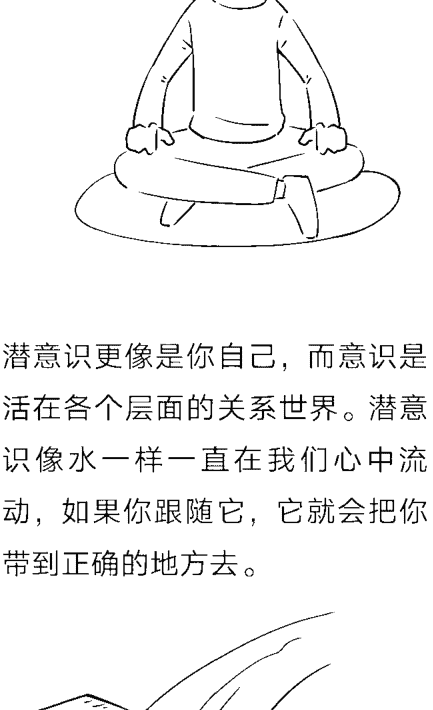 潜意识更像是你自己，而意识是
活在各个层面的关系世界。潜意
识像水一样一直在我们心中流
动，如果你跟随它，它就会把你
带到正确的地方去。